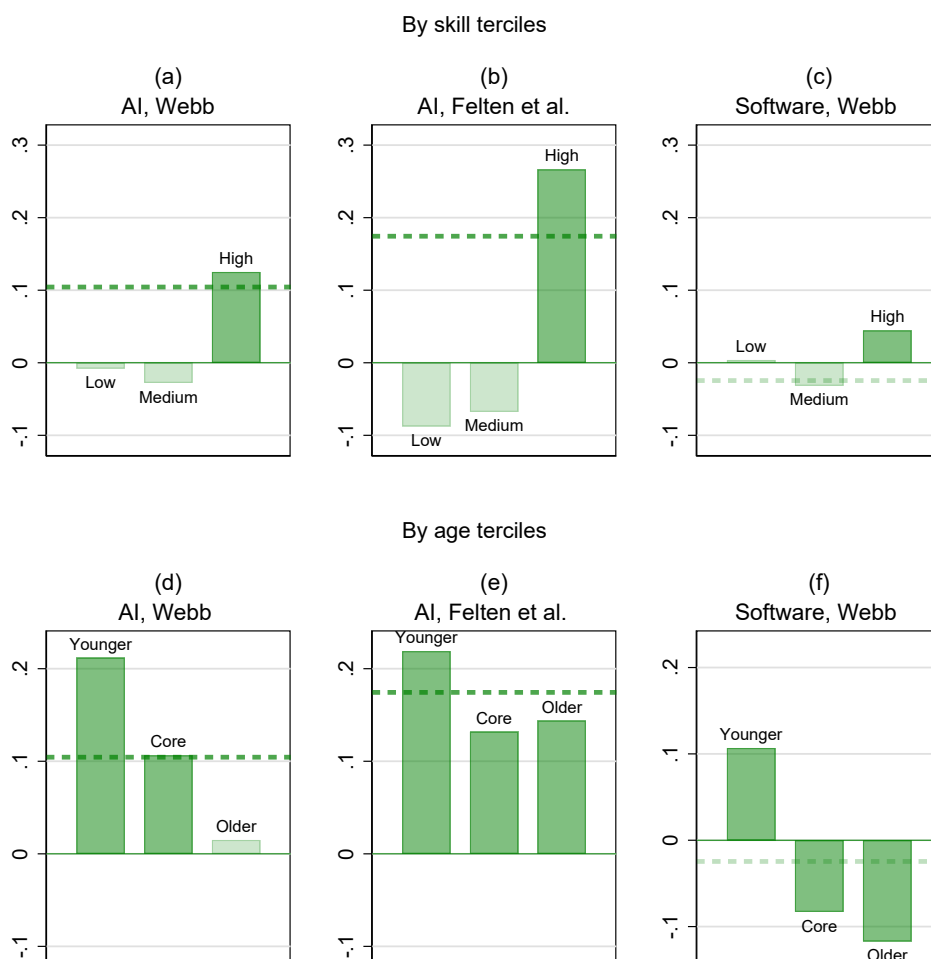 By skill terciles
(a)
AI, Webb
.3
.2
.1
0
-.1
Low
Medium
High
(b)
AI, Felten et al.
.3
.2
.1
0
-.1
Low
Medium
High
(c)
Software, Webb
.3
.2
.1
0
-.1
Low
Medium
High
By age terciles
(d)
AI, Webb
.2
.1
0
-.1
Younger
Core
Older
(e)
AI, Felten et al.
.2
.1
0
-.1
Younger
Core
Older
(f)
Software, Webb
.2
.1
0
-.1
Younger
Core
Older